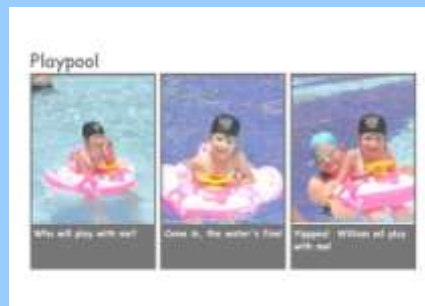 Playpool
Who will play with me?
Come in, the water's fine!
Yippee! William will play
with me!